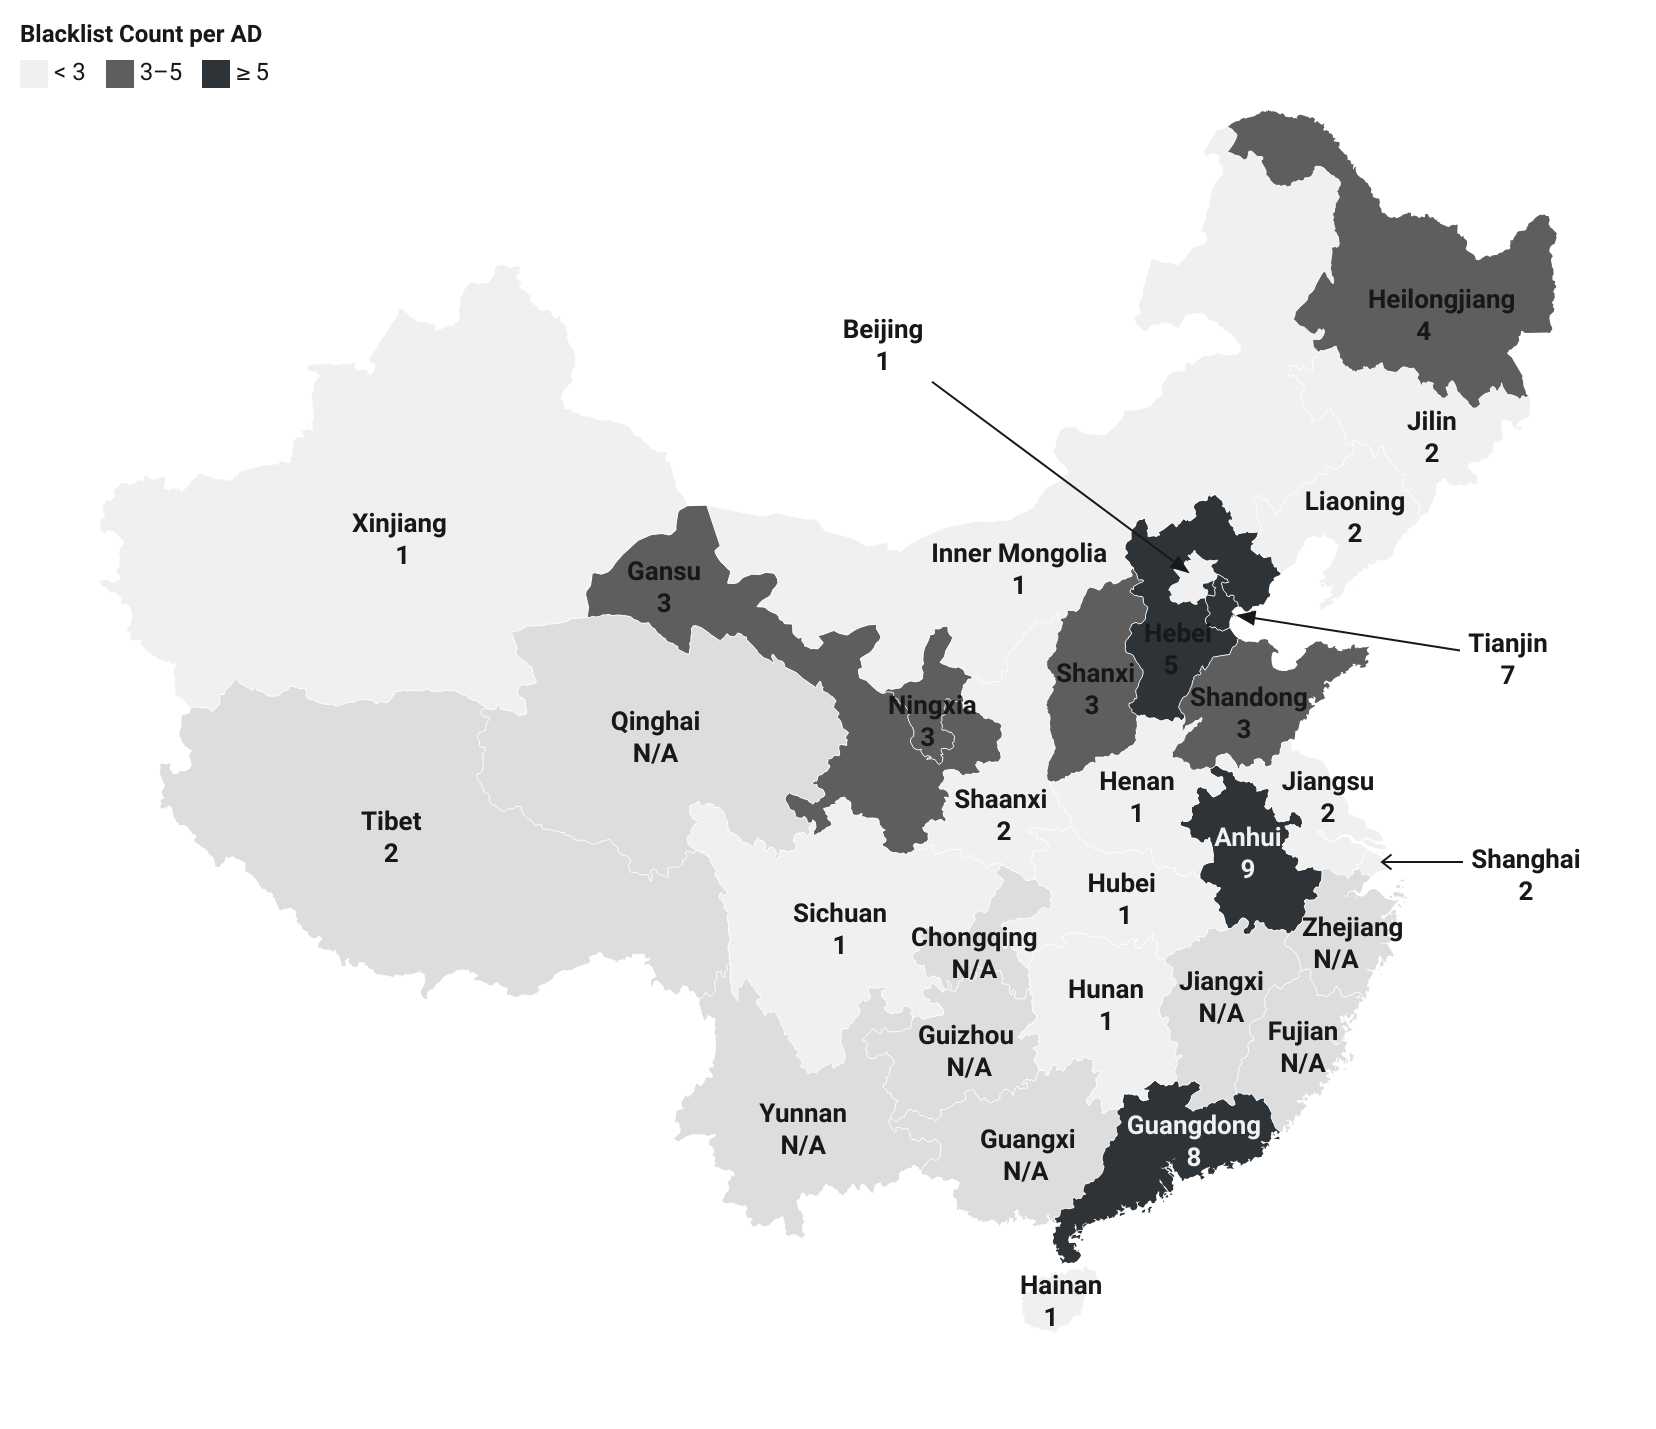 Blacklist Count per AD
< 3
3–5
≥ 5
Heilongjiang
4
Beijing
1
Jilin
2
Liaoning
2
Xinjiang
1
Inner Mongolia
1
Gansu
3
Hebei
5
Tianjin
7
Shanxi
3
Shandong
3
Ningxia
3
Qinghai
N/A
Henan
1
Jiangsu
2
Shaanxi
2
Tibet
2
Anhui
9
Shanghai
2
Hubei
1
Sichuan
1
Zhejiang
N/A
Chongqing
N/A
Jiangxi
N/A
Hunan
1
Fujian
N/A
Guizhou
N/A
Yunnan
N/A
Guangdong
8
Guangxi
N/A
Hainan
1